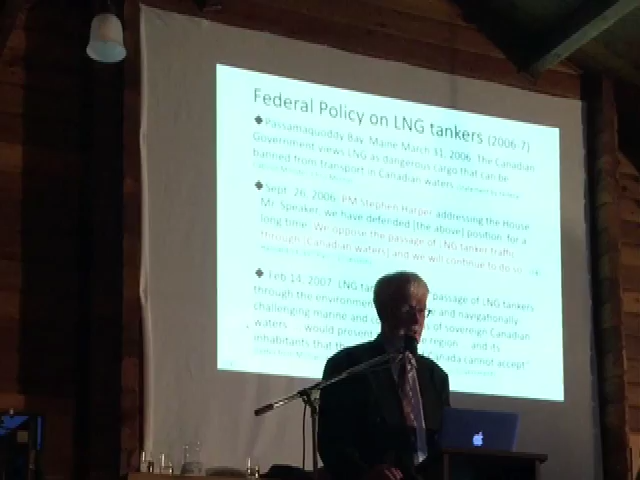 Federal Policy on LNG tankers (2006-7)
Passamaquoddy Bay, Maine March 31, 2006. The Canadian
Government views LNG as dangerous cargo that can be
banned from transport in Canadian waters
Sept. 26, 2006. PM Stephen Harper addressing the House
Mr. Speaker, we have defended [the above] position for a
long time. We oppose the passage of LNG tanker traffic
through [Canadian waters] and we will continue to do so.
Feb 14, 2007. LNG passage of LNG tankers
through the environmen and navigationally
challenging marine and co of sovereign Canadian
waters ... would present region ... and its
inhabitants that th Canada cannot accept"